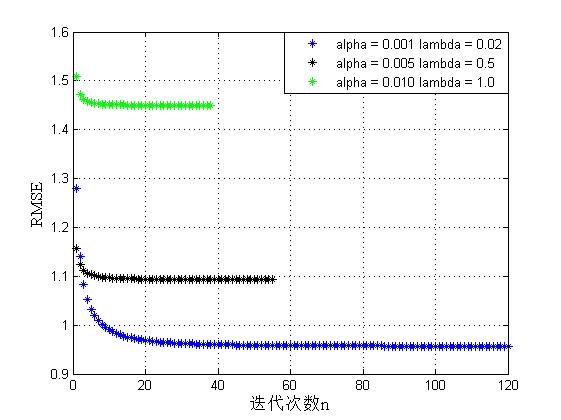 1.6
1.5
1.4
1.3
1.2
1.1
1
0.9
RMSE
alpha = 0.001 lambda = 0.02
alpha = 0.005 lambda = 0.5
alpha = 0.010 lambda = 1.0
0 20 40 60 80 100 120
迭代次数n